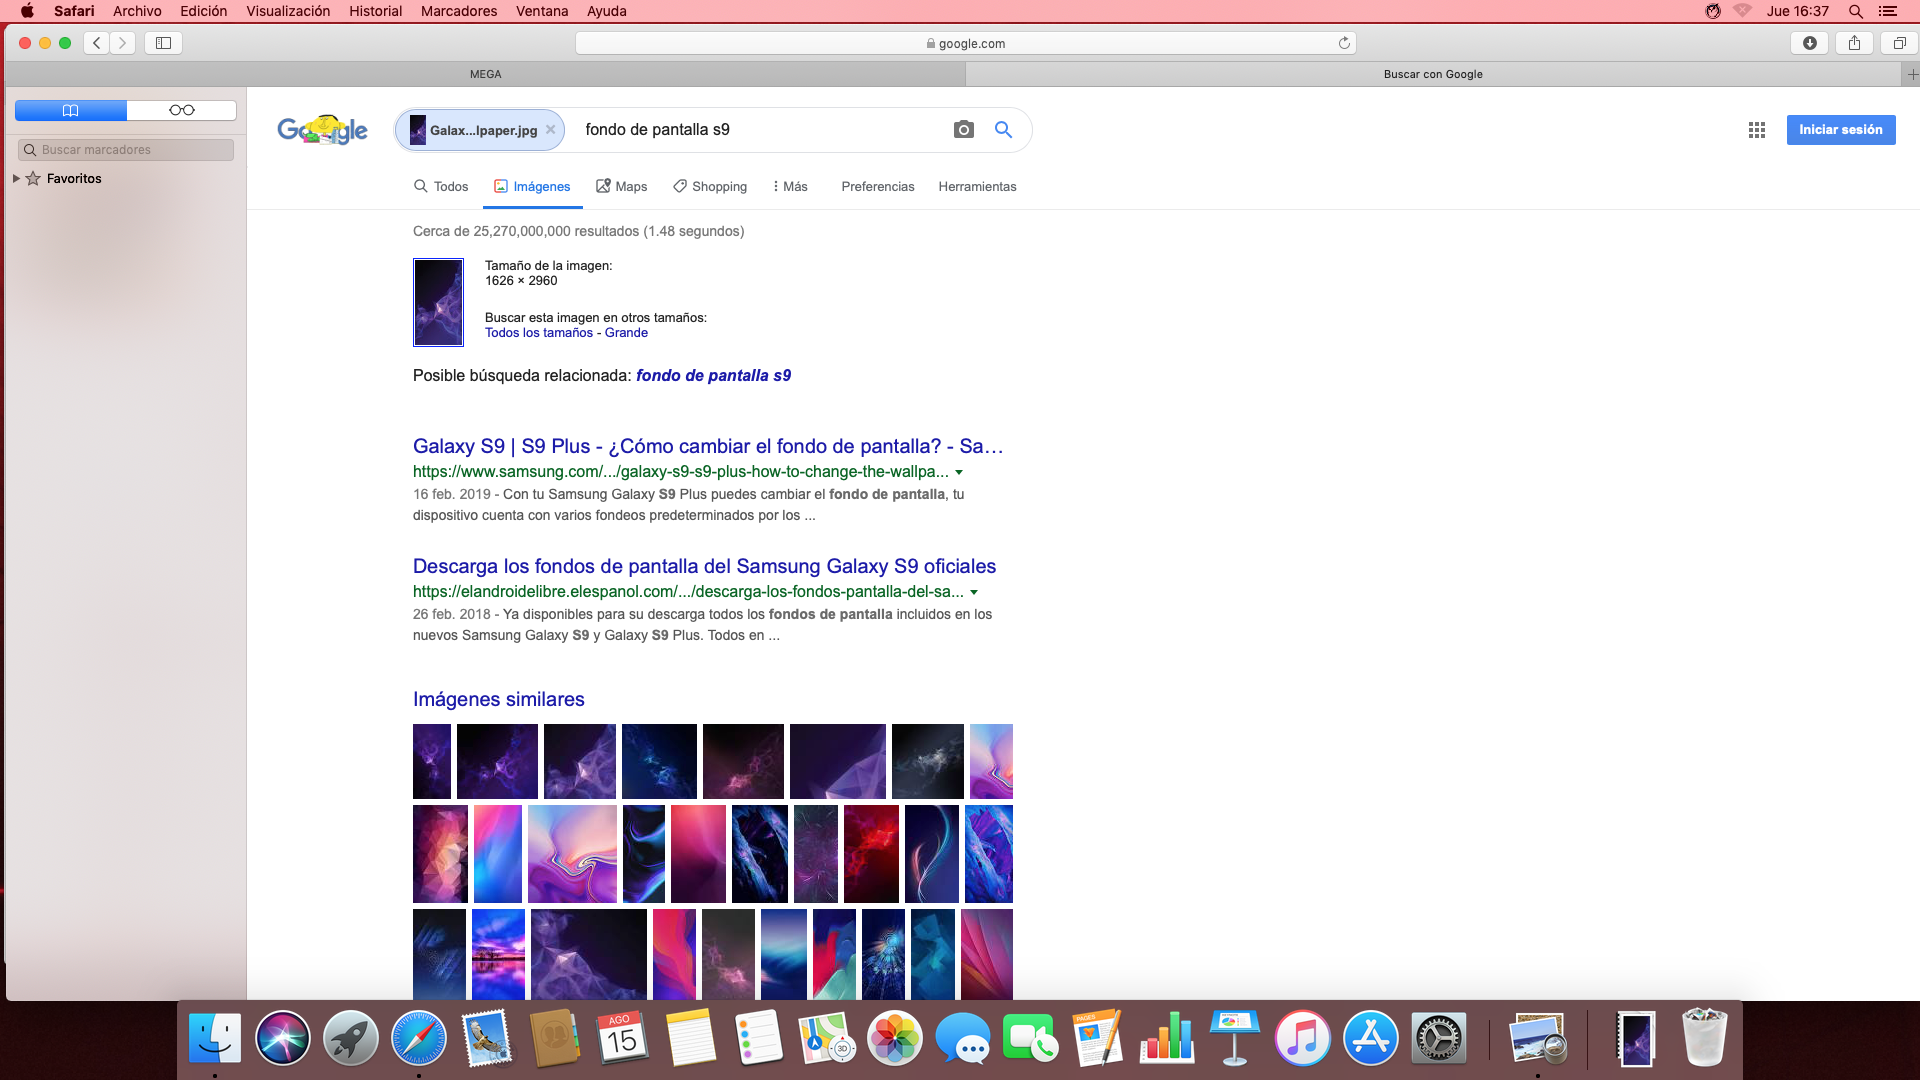 Safari Archivo Edición Visualización Historial Marcadores Ventana Ayuda Jue 16:37
google.com
MEGA Buscar con Google
Google Galax...lpaper.jpg fondo de pantalla s9 Iniciar sesión
Buscar marcadores
Favoritos
Todos Imágenes Maps Shopping Más Preferencias Herramientas
Cerca de 25,270,000,000 resultados (1.48 segundos)
Tamaño de la imagen:
1626 × 2960
Buscar esta imagen en otros tamaños:
Todos los tamaños - Grande
Posible búsqueda relacionada: fondo de pantalla s9
Galaxy S9 | S9 Plus - ¿Cómo cambiar el fondo de pantalla? - Sa...
https://www.samsung.com/.../galaxy-s9-s9-plus-how-to-change-the-wallpa...
16 feb. 2019 - Con tu Samsung Galaxy S9 Plus puedes cambiar el fondo de pantalla, tu
dispositivo cuenta con varios fondeos predeterminados por los ...
Descarga los fondos de pantalla del Samsung Galaxy S9 oficiales
https://elandroidelibre.elespanol.com/.../descarga-los-fondos-pantalla-del-sa...
26 feb. 2018 - Ya disponibles para su descarga todos los fondos de pantalla incluidos en los
nuevos Samsung Galaxy S9 y Galaxy S9 Plus. Todos en ...
Imágenes similares
AGO
15
3D
PAGES